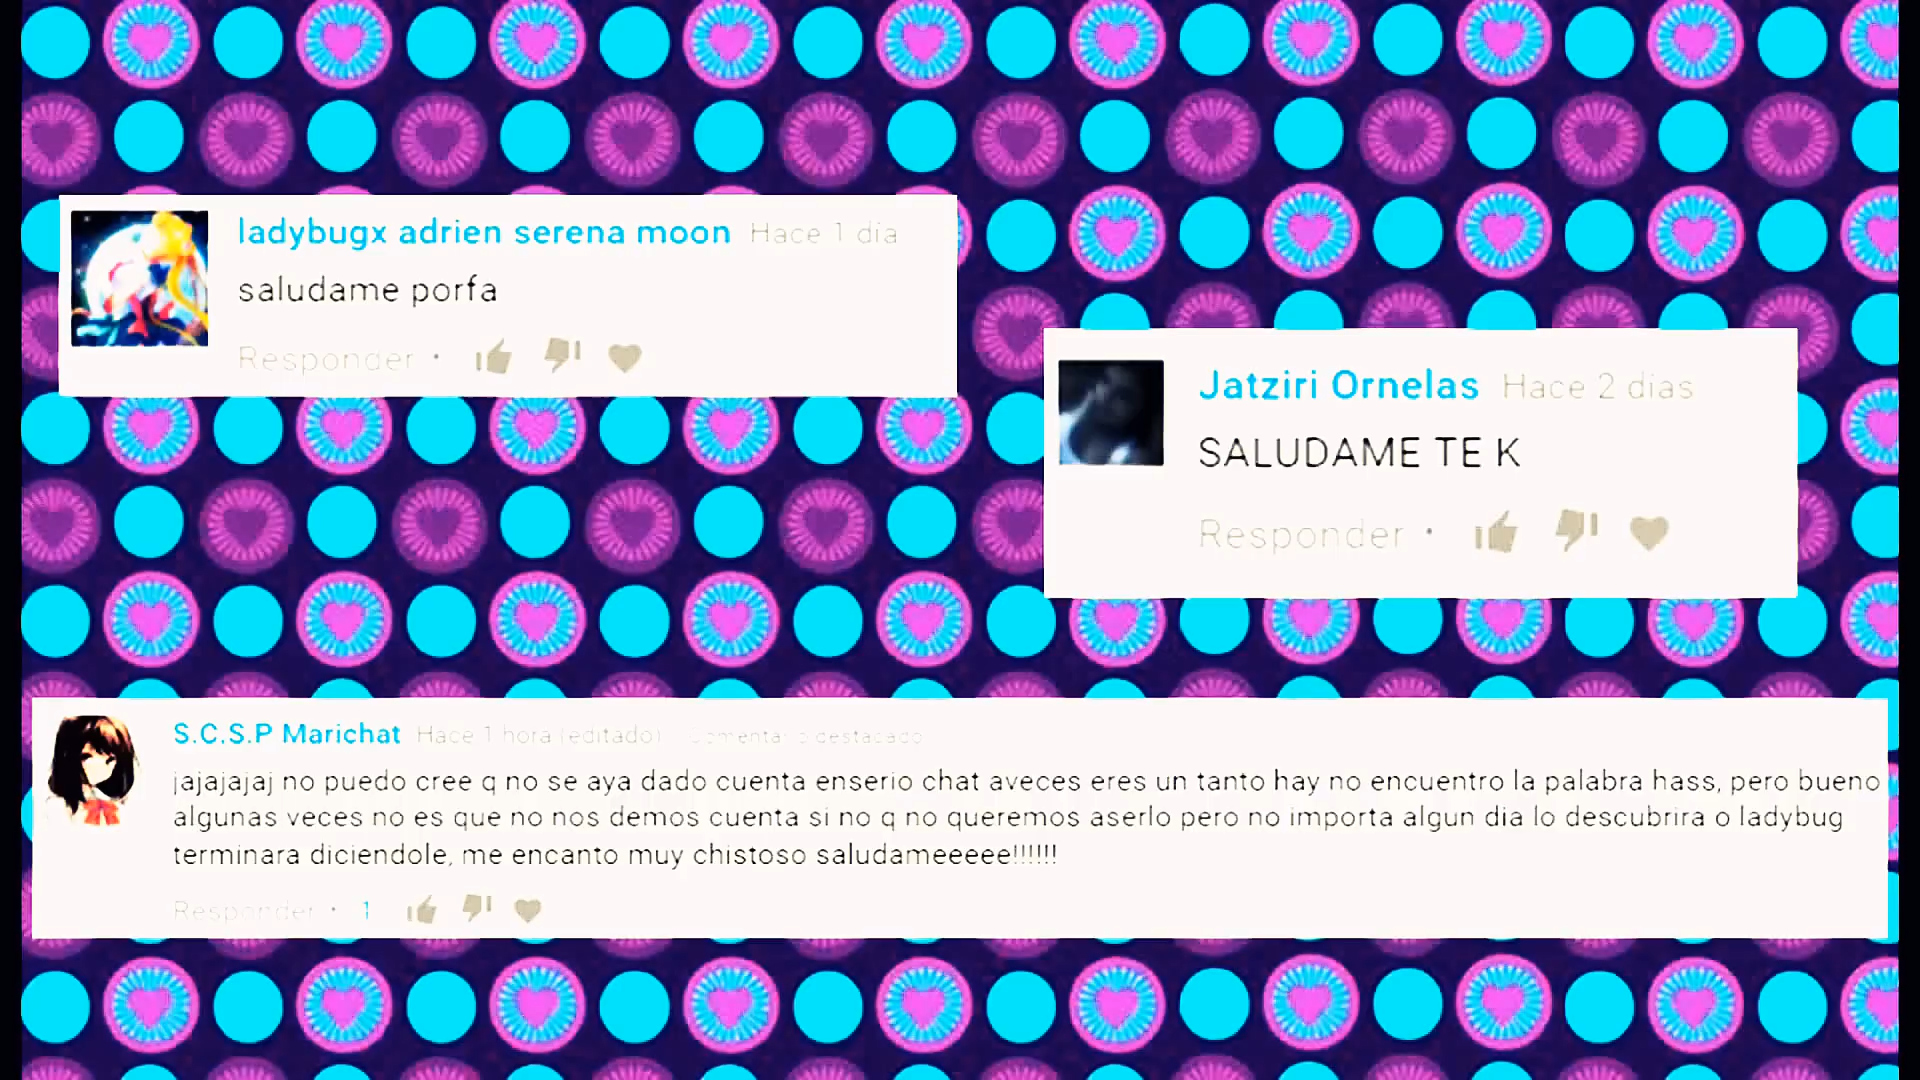 ladybugx adrien serena moon Hace 1 dia
saludame porfa
Responder ·
Jatziri Ornelas Hace 2 dias
SALUDAME TE K
Responder ·
S.C.S.P Marichat Hace 1 hora (editado)
jajajajaj no puedo cree q no se aya dado cuenta enserio chat aveces eres un tanto hay no encuentro la palabra hass, pero bueno
algunas veces no es que no nos demos cuenta si no q no queremos aserlo pero no importa algun dia lo descubrira o ladybug
terminara diciendole, me encanto muy chistoso saludameeeee!!!!!!
Responder · 1